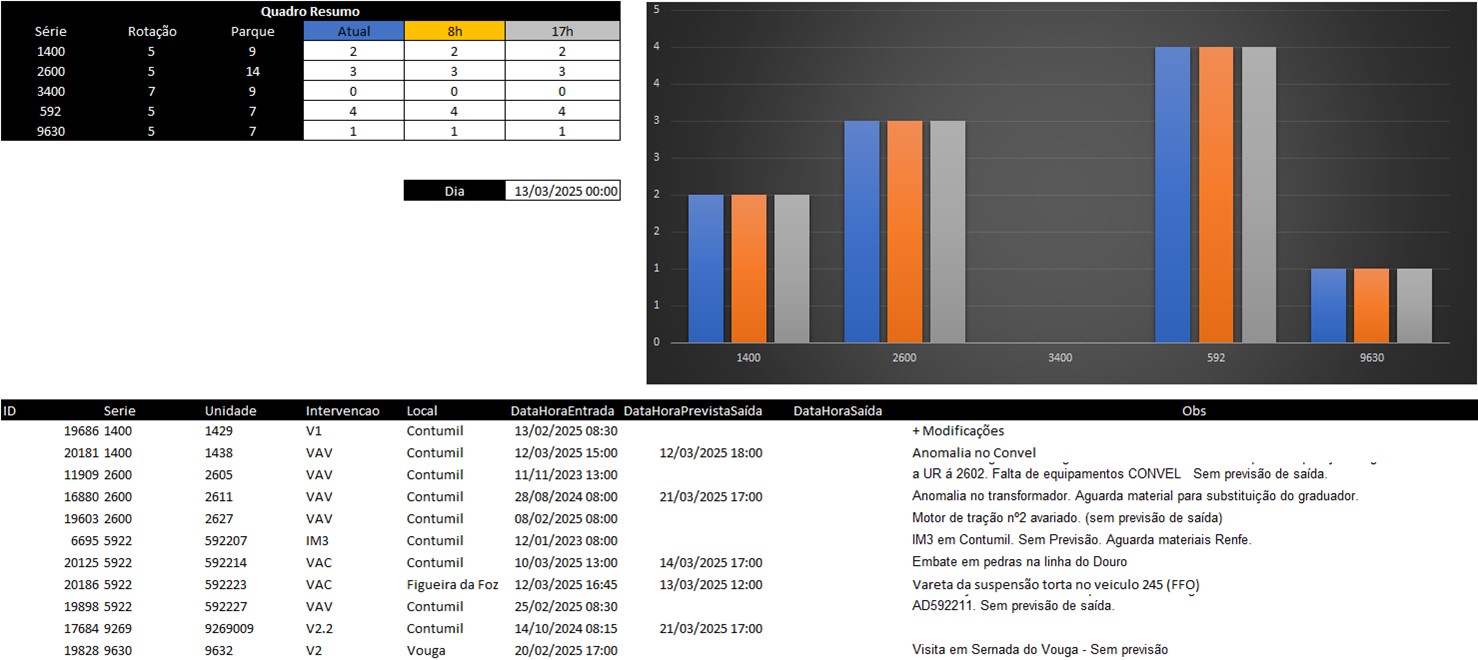 Quadro Resumo
Série Rotação Parque Atual 8h 17h
1400 5 9 2 2 2
2600 5 14 3 3 3
3400 7 9 0 0 0
592 5 7 4 4 4
9630 5 7 1 1 1
Dia 13/03/2025 00:00
5
4
4
3
3
2
2
1
1
0
1400 2600 3400 592 9630
ID Serie Unidade Intervencao Local DataHoraEntrada DataHoraPrevistaSaída DataHoraSaída Obs
19686 1400 1429 V1 Contumil 13/02/2025 08:30 + Modificações
20181 1400 1438 VAV Contumil 12/03/2025 15:00 12/03/2025 18:00 Anomalia no Convel
11909 2600 2605 VAV Contumil 11/11/2023 13:00 a UR á 2602. Falta de equipamentos CONVEL Sem previsão de saída.
16880 2600 2611 VAV Contumil 28/08/2024 08:00 21/03/2025 17:00 Anomalia no transformador. Aguarda material para substituição do graduador.
19603 2600 2627 VAV Contumil 08/02/2025 08:00 Motor de tração nº2 avariado. (sem previsão de saída)
6695 5922 592207 IM3 Contumil 12/01/2023 08:00 IM3 em Contumil. Sem Previsão. Aguarda materiais Renfe.
20125 5922 592214 VAC Contumil 10/03/2025 13:00 14/03/2025 17:00 Embate em pedras na linha do Douro
20186 5922 592223 VAC Figueira da Foz 12/03/2025 16:45 13/03/2025 12:00 Vareta da suspensão torta no veiculo 245 (FFO)
19898 5922 592227 VAV Contumil 25/02/2025 08:30 AD592211. Sem previsão de saída.
17684 9269 9269009 V2.2 Contumil 14/10/2024 08:15 21/03/2025 17:00
19828 9630 9632 V2 Vouga 20/02/2025 17:00 Visita em Sernada do Vouga - Sem previsão